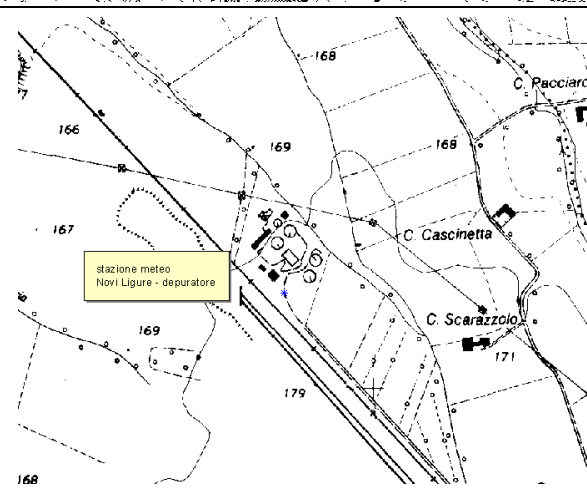 168
C. Pacciaro
166
169
168
167
C. Cascinetta
stazione meteo
Novi Ligure - depuratore
C. Scarazzolo
169
171
179
168